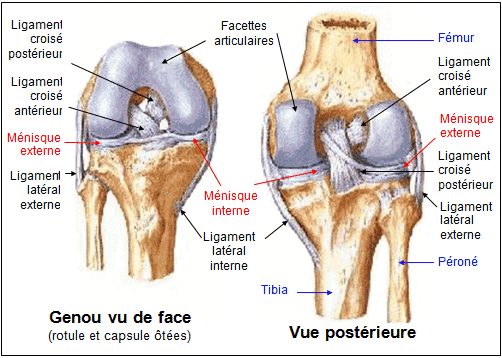 Ligament
croisé
postérieur
Ligament
croisé
antérieur
Ménisque
externe
Ligament
latéral
externe
Facettes
articulaires
Ménisque
interne
Ligament
latéral
interne
Fémur
Ligament
croisé
antérieur
Ménisque
externe
Ligament
croisé
postérieur
Ligament
latéral
externe
Péroné
Tibia
Genou vu de face
(rotule et capsule ôtées)
Vue postérieure